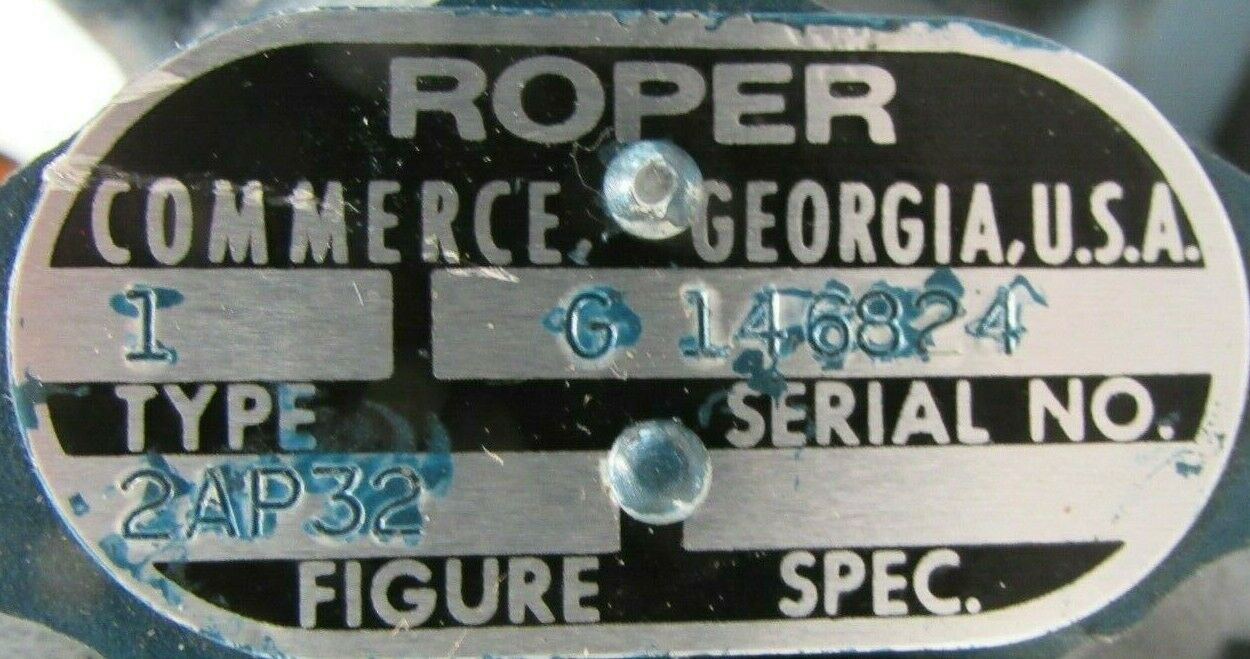 ROPER
COMMERCE, GEORGIA, U.S.A.
1 G 146824
TYPE SERIAL NO.
2AP32
FIGURE SPEC.